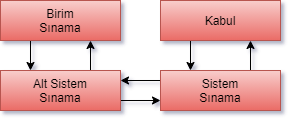 Birim
Sınama
Kabul
Alt Sistem
Sınama
Sistem
Sınama